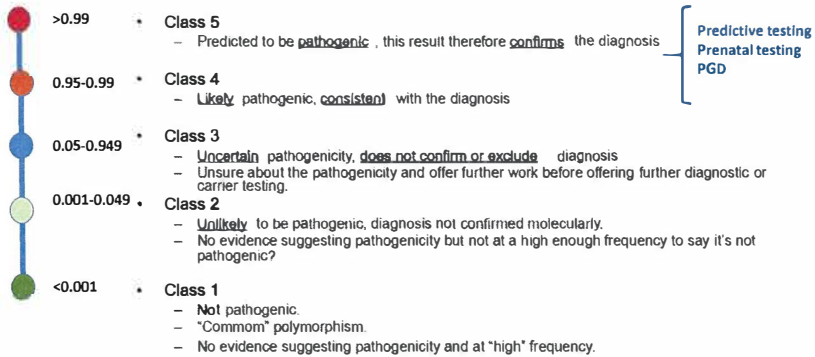 >0.99
• Class 5
– Predicted to be pathogenic , this result therefore confirms the diagnosis
Predictive testing
Prenatal testing
PGD
0.95-0.99
• Class 4
– Likely pathogenic, consistent with the diagnosis
0.05-0.949
• Class 3
– Uncertain pathogenicity, does not confirm or exclude diagnosis
– Unsure about the pathogenicity and offer further work before offering further diagnostic or
carrier testing.
0.001-0.049
• Class 2
– Unlikely to be pathogenic, diagnosis not confirmed molecularly.
– No evidence suggesting pathogenicity but not at a high enough frequency to say it's not
pathogenic?
<0.001
• Class 1
– Not pathogenic.
– "Commom" polymorphism.
– No evidence suggesting pathogenicity and at "high" frequency.